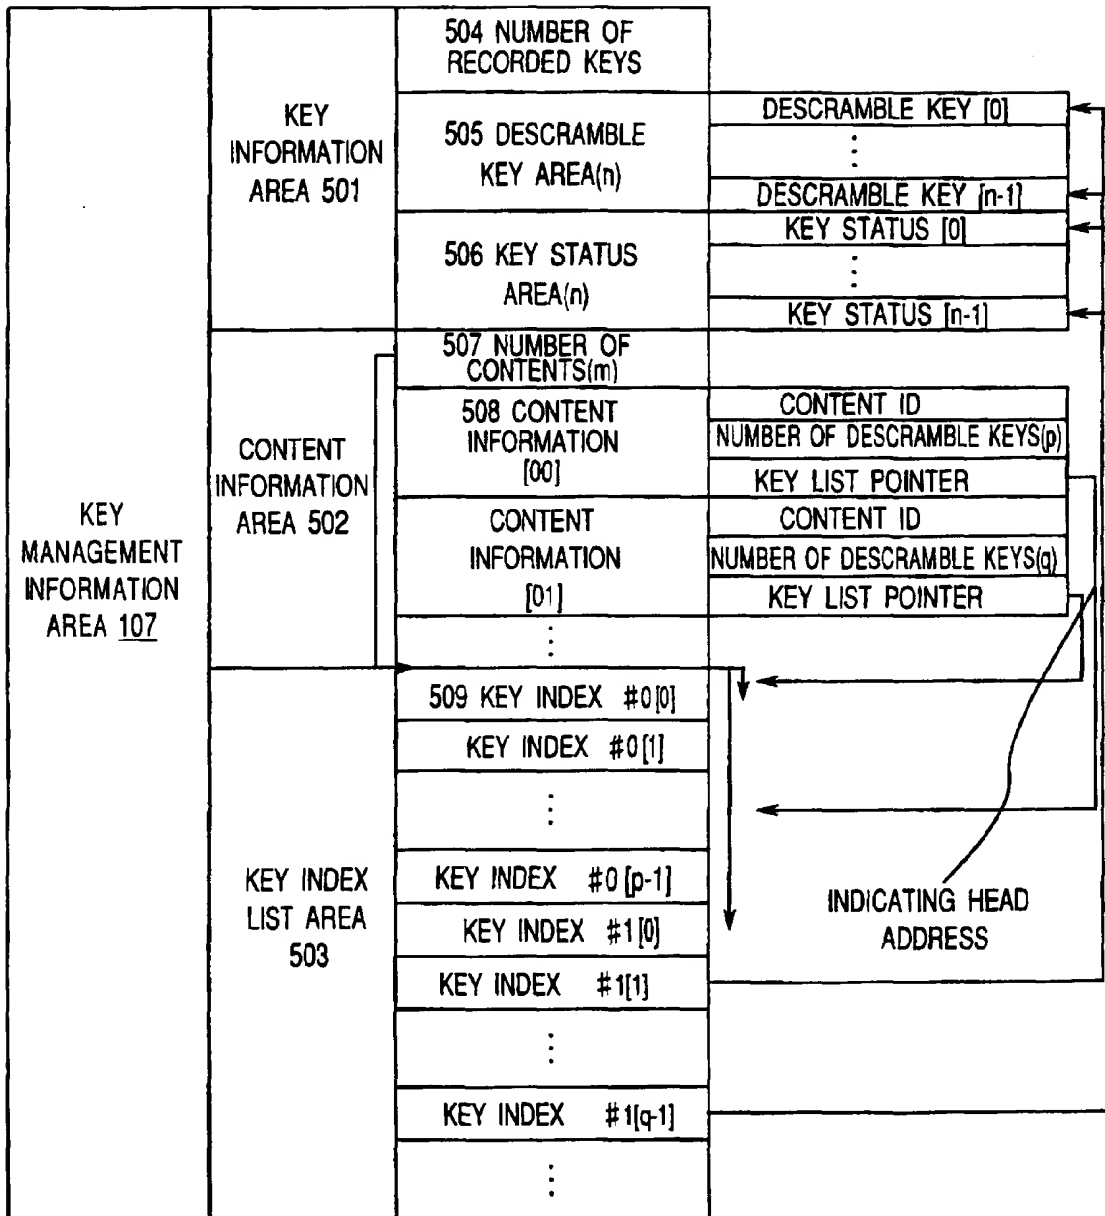 KEY
MANAGEMENT
INFORMATION
AREA 107
KEY
INFORMATION
AREA 501
504 NUMBER OF
RECORDED KEYS
505 DESCRAMBLE
KEY AREA(n)
DESCRAMBLE KEY [0]
⋮
DESCRAMBLE KEY [n-1]
506 KEY STATUS
AREA(n)
KEY STATUS [0]
⋮
KEY STATUS [n-1]
CONTENT
INFORMATION
AREA 502
507 NUMBER OF
CONTENTS(m)
508 CONTENT
INFORMATION
[00]
CONTENT ID
NUMBER OF DESCRAMBLE KEYS(p)
KEY LIST POINTER
CONTENT
INFORMATION
[01]
CONTENT ID
NUMBER OF DESCRAMBLE KEYS(q)
KEY LIST POINTER
⋮
KEY INDEX
LIST AREA
503
509 KEY INDEX #0[0]
KEY INDEX #0[1]
⋮
KEY INDEX #0[p-1]
KEY INDEX #1[0]
KEY INDEX #1[1]
⋮
KEY INDEX #1[q-1]
⋮
INDICATING HEAD
ADDRESS